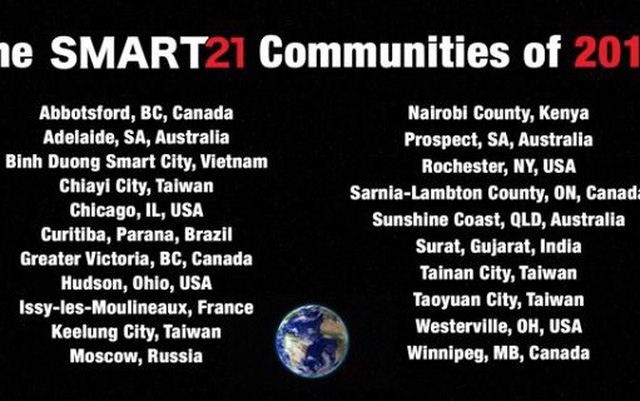 he SMART21 Communities of 201
Abbotsford, BC, Canada
Adelaide, SA, Australia
Binh Duong Smart City, Vietnam
Chiayi City, Taiwan
Chicago, IL, USA
Curitiba, Parana, Brazil
Greater Victoria, BC, Canada
Hudson, Ohio, USA
Issy-les-Moulineaux, France
Keelung City, Taiwan
Moscow, Russia
Nairobi County, Kenya
Prospect, SA, Australia
Rochester, NY, USA
Sarnia-Lambton County, ON, Canada
Sunshine Coast, QLD, Australia
Surat, Gujarat, India
Tainan City, Taiwan
Taoyuan City, Taiwan
Westerville, OH, USA
Winnipeg, MB, Canada